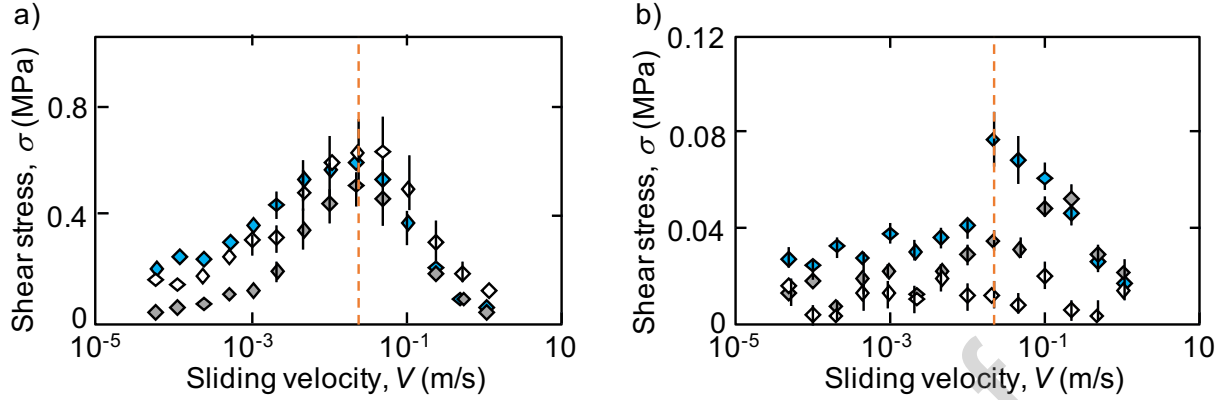 a)
Shear stress, σ (MPa)
0.8
0.4
0
10⁻⁵
10⁻³
10⁻¹
10
Sliding velocity, V (m/s)
b)
Shear stress, σ (MPa)
0.12
0.08
0.04
0
10⁻⁵
10⁻³
10⁻¹
10
Sliding velocity, V (m/s)
f